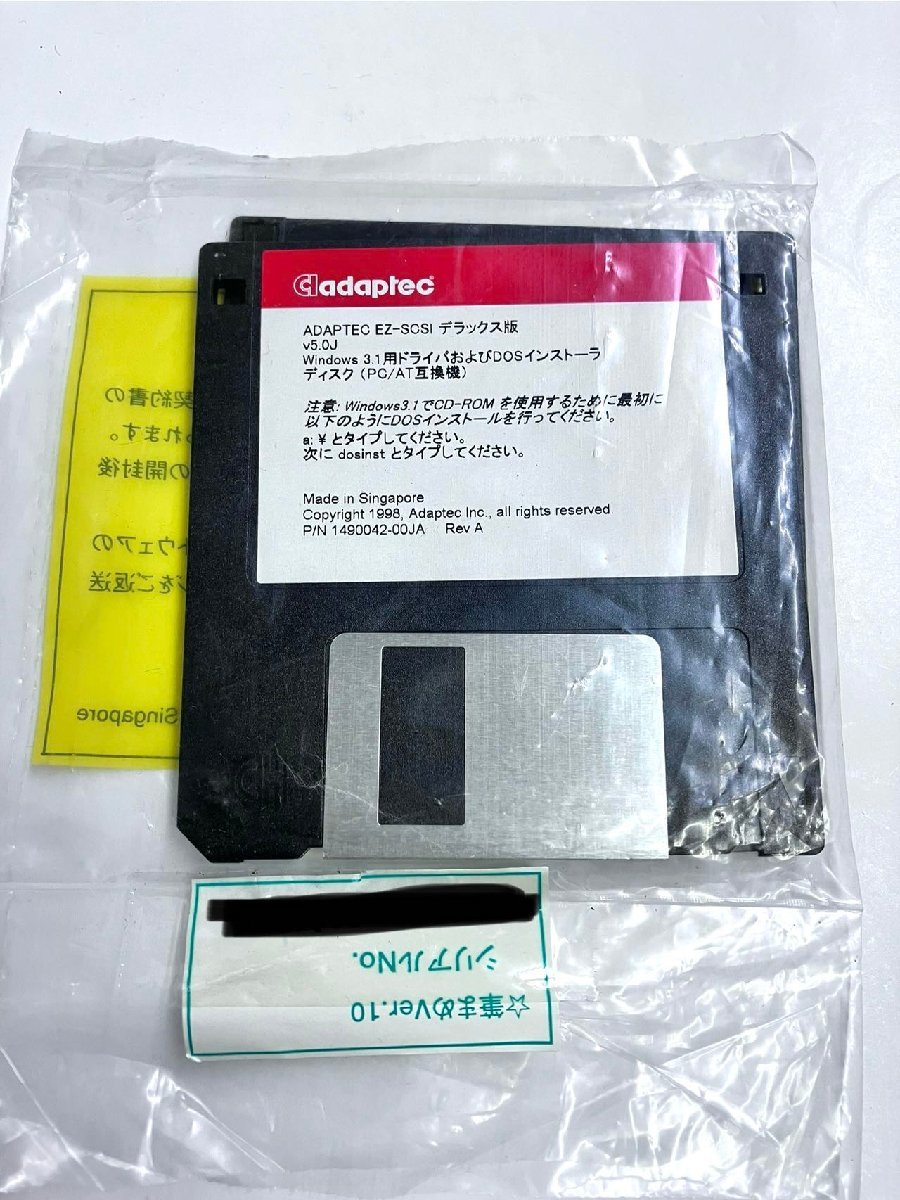 adaptec
ADAPTEC EZ-SCSI デラックス版
v5.0J
Windows 3.1用ドライバおよびDOSインストーラ
ディスク (PC/AT互換機)
注意: Windows3.1でCD-ROM を使用するために最初に
以下のようにDOSインストールを行ってください。
a:¥ とタイプしてください。
次に dosinst とタイプしてください。
Made in Singapore
Copyright 1998, Adaptec Inc., all rights reserved
P/N 1490042-00JA Rev A
契約書の
られます。
の開封後
トウェアの
をご返送
Singapore
☆筆まめVer.10
シリアルNo.